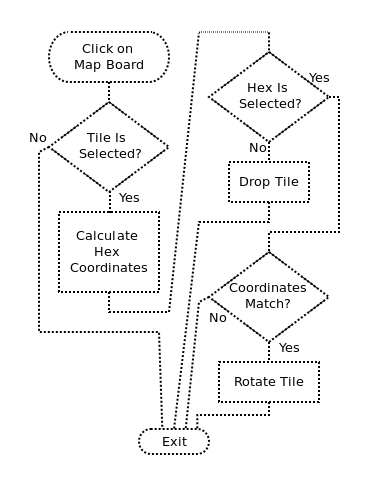 Click on
Map Board
No
Tile Is
Selected?
Yes
Calculate
Hex
Coordinates
Hex Is
Selected?
Yes
No
Drop Tile
Coordinates
Match?
No
Yes
Rotate Tile
Exit